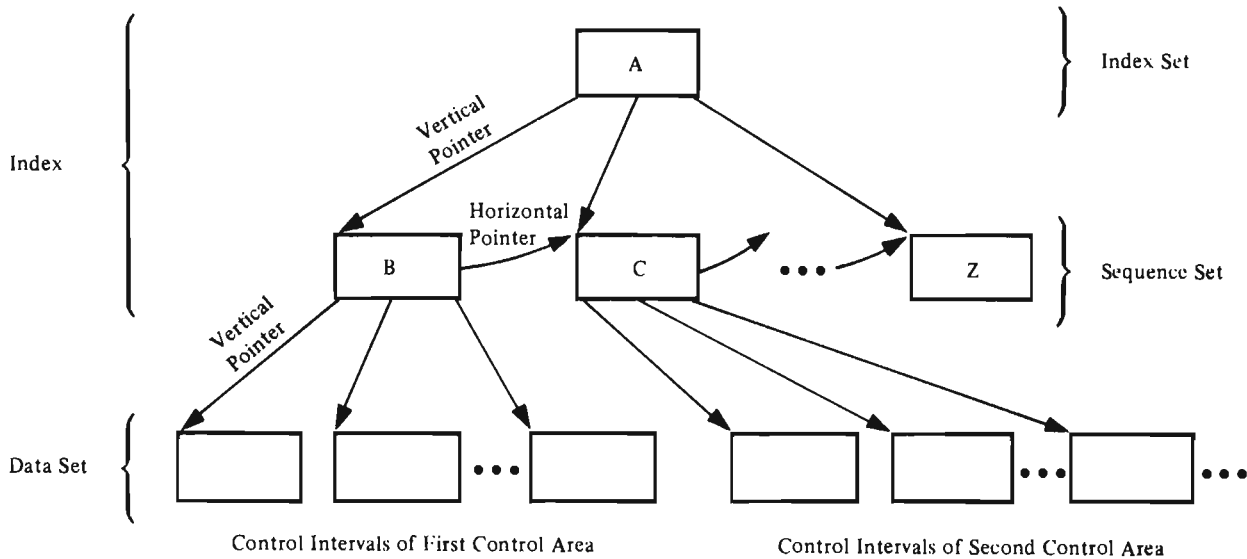 A
Index Set
Vertical
Pointer
Index
Horizontal
Pointer
B
C
Z
Sequence Set
Vertical
Pointer
Data Set
Control Intervals of First Control Area
Control Intervals of Second Control Area